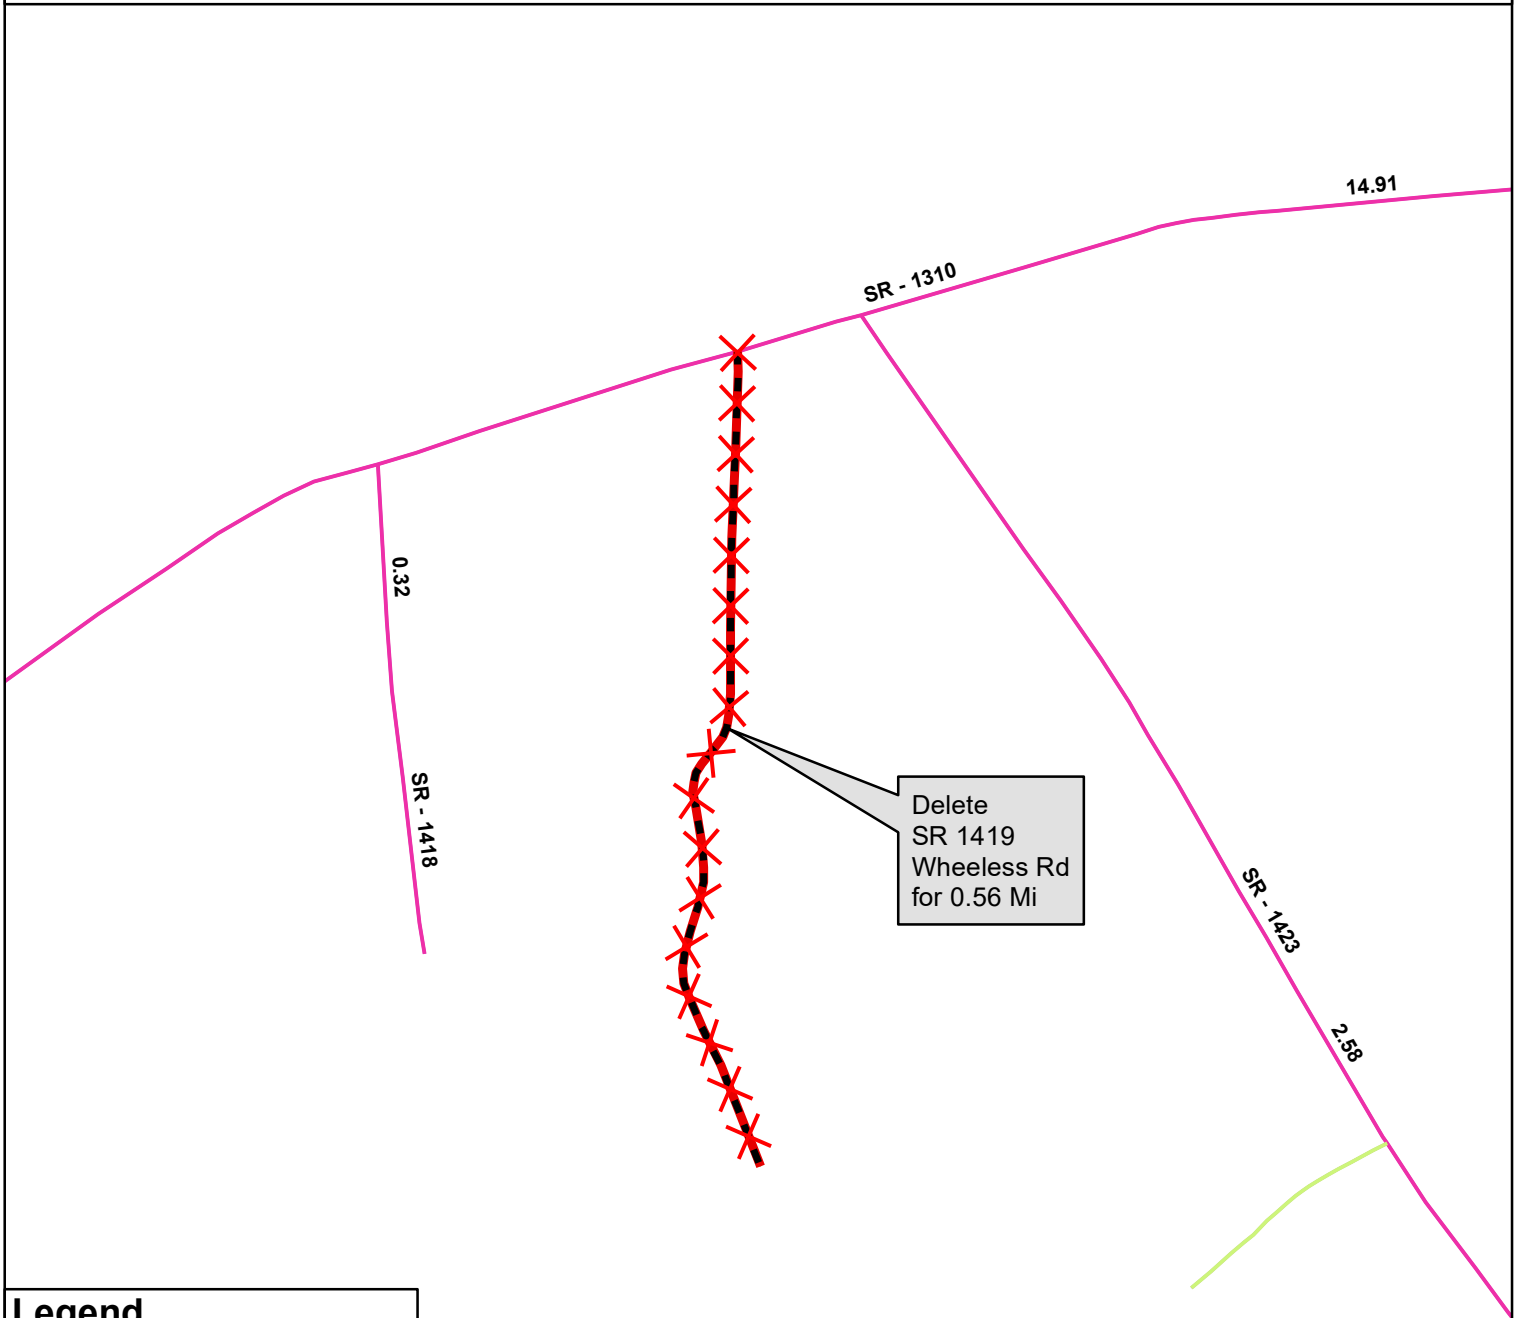 14.91
SR - 1310
0.32
SR - 1418
Delete
SR 1419
Wheeless Rd
for 0.56 Mi
SR - 1423
2.58
Legend